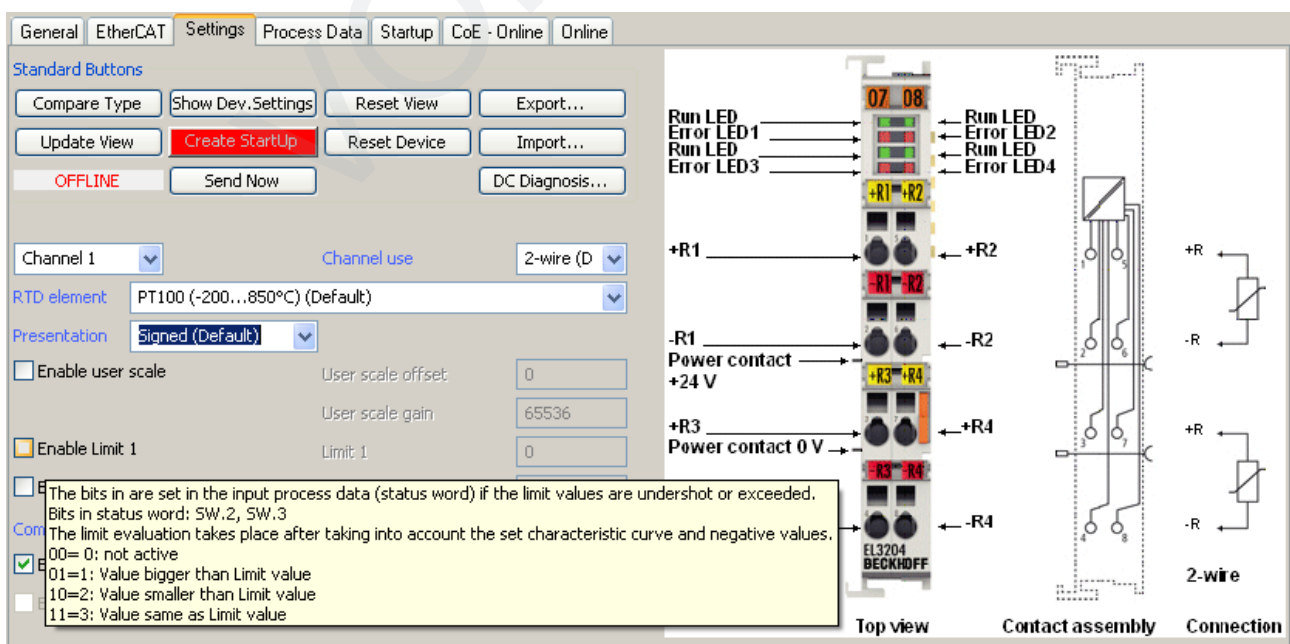 General EtherCAT Settings Process Data Startup CoE - Online Online
Standard Buttons
Compare Type Show Dev.Settings Reset View Export...
Update View Create StartUp Reset Device Import...
OFFLINE Send Now DC Diagnosis...
Channel 1 Channel use 2-wire (D
RTD element PT100 (-200...850°C) (Default)
Presentation Signed (Default)
Enable user scale User scale offset 0
User scale gain 65536
Enable Limit 1 Limit 1 0
The bits in are set in the input process data (status word) if the limit values are undershot or exceeded.
Bits in status word: SW.2, SW.3
The limit evaluation takes place after taking into account the set characteristic curve and negative values.
00= 0: not active
01=1: Value bigger than Limit value
10=2: Value smaller than Limit value
11=3: Value same as Limit value
07 08
Run LED Run LED
Error LED1 Error LED2
Run LED Run LED
Error LED3 Error LED4
+R1 +R2
+R1 +R2
-R1 -R2
-R1 -R2
Power contact
+24 V
+R3 +R4
+R3 +R4
Power contact 0 V
-R3 -R4
-R4
EL3204
BECKHOFF
Top view
1 5
2 6
3 7
4 8
Contact assembly
+R
-R
+R
-R
2-wire
Connection